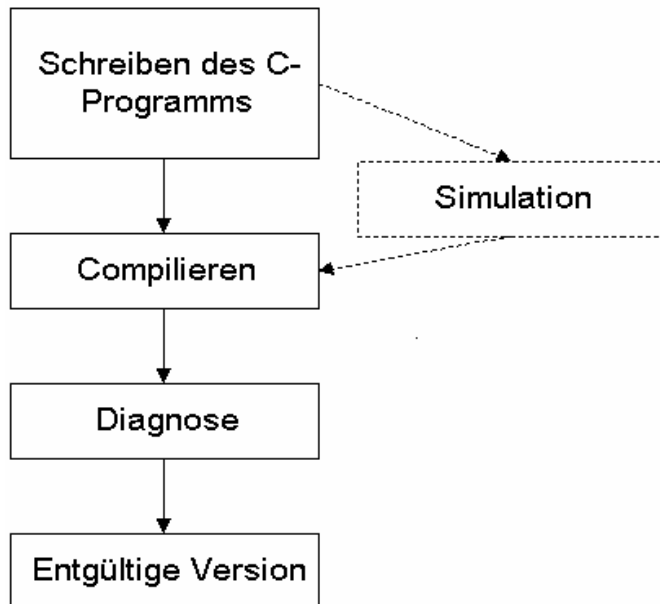 Schreiben des C-
Programms
Simulation
Compilieren
Diagnose
Entgültige Version